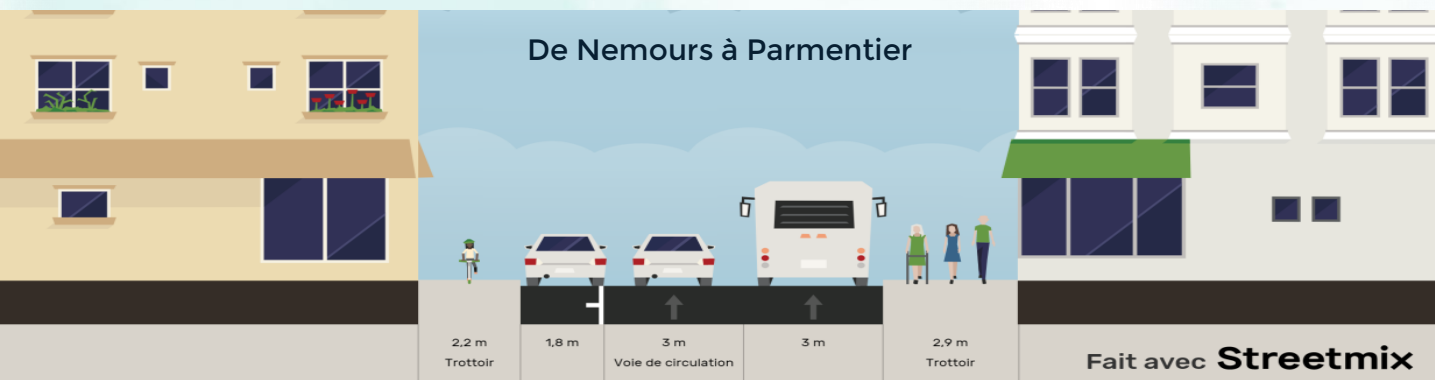 De Nemours à Parmentier
2,2 m
Trottoir
1,8 m
3 m
Voie de circulation
3 m
2,9 m
Trottoir
Fait avec Streetmix